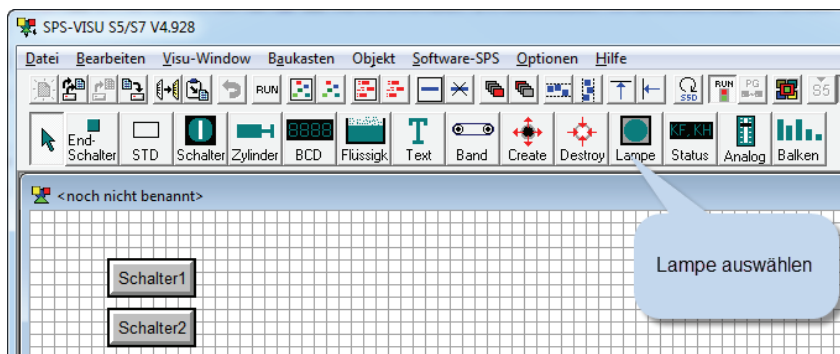 SPS-VISU S5/S7 V4.928
Datei Bearbeiten Visu-Window Baukasten Objekt Software-SPS Optionen Hilfe
RUN S5D RUN PG S5
End-
Schalter STD Schalter Zylinder 8888 BCD Flüssigk. T Text Band Create Destroy Lampe KF, KH Status Analog Balken
<noch nicht benannt>
Lampe auswählen
Schalter1
Schalter2